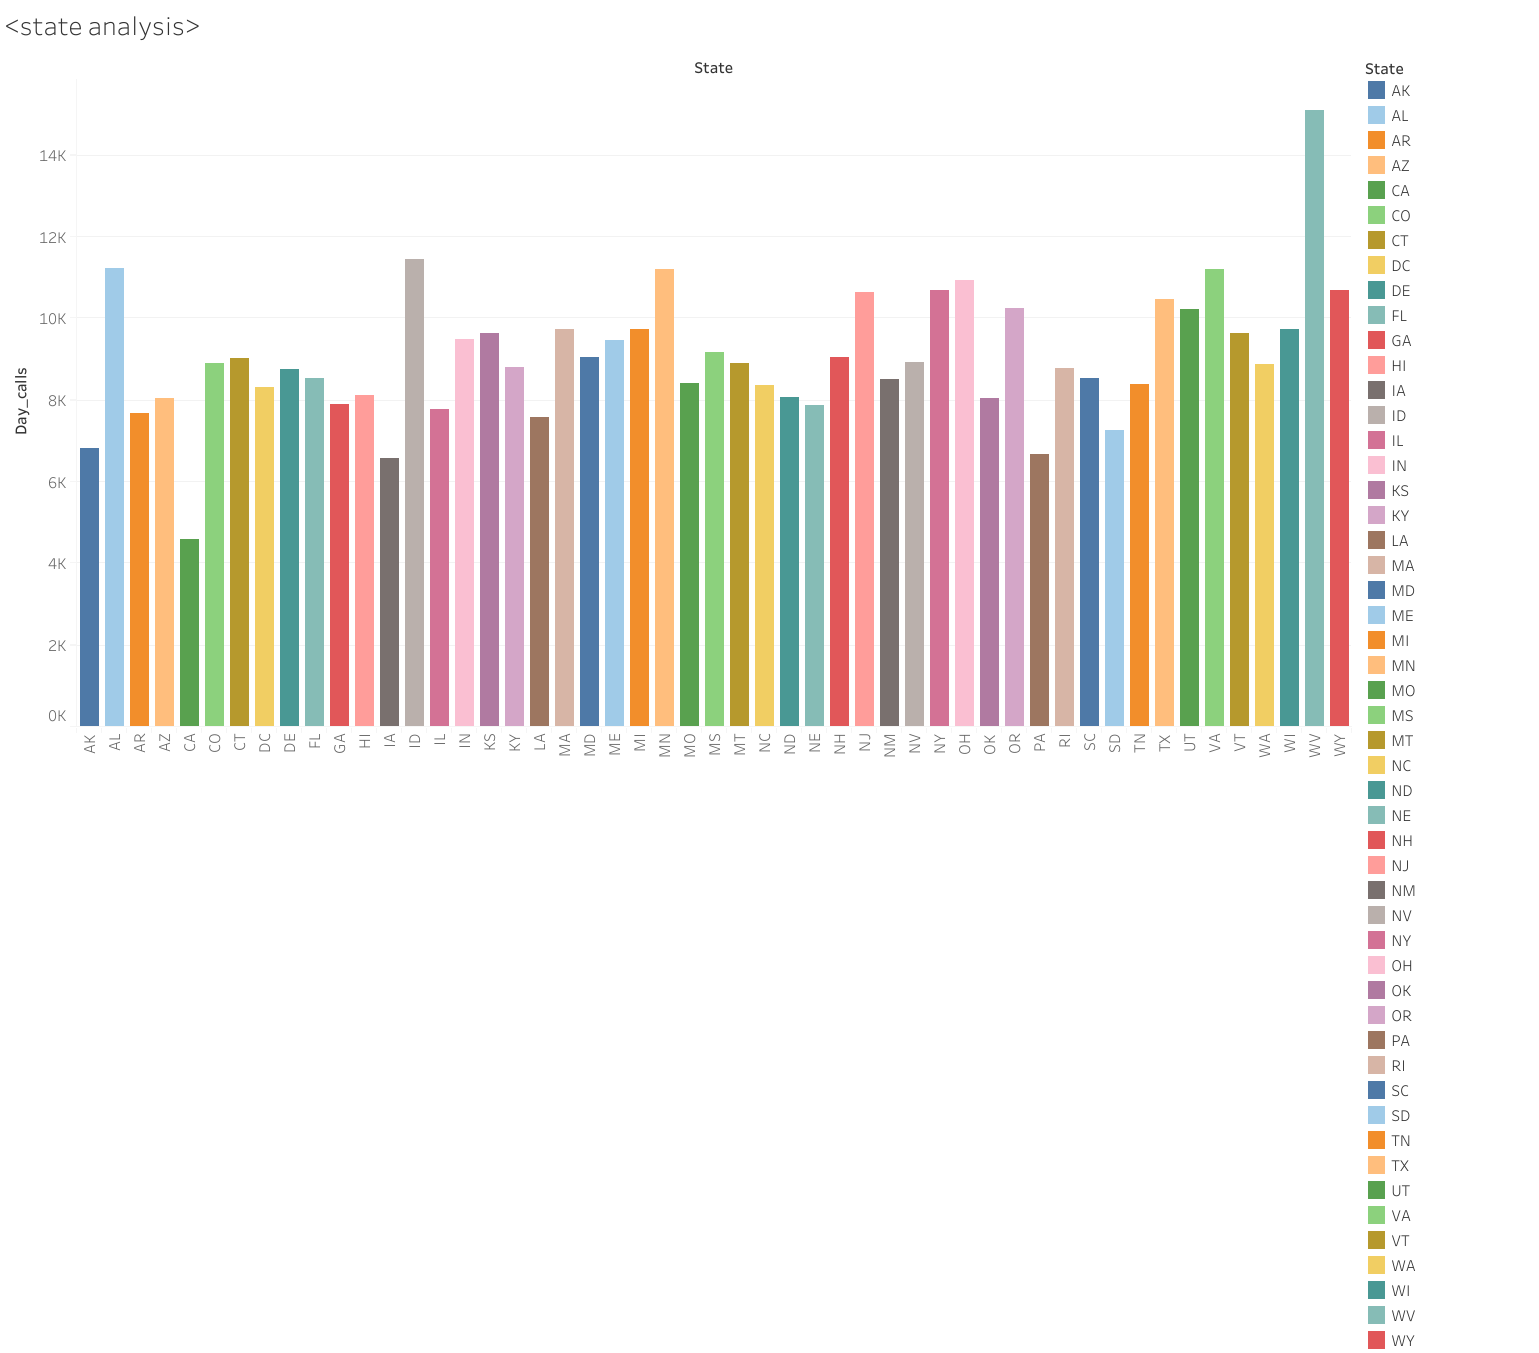 <state analysis>
State
Day_calls
14K
12K
10K
8K
6K
4K
2K
0K
AK AL AR AZ CA CO CT DC DE FL GA HI IA ID IL IN KS KY LA MA MD ME MI MN MO MS MT NC ND NE NH NJ NM NV NY OH OK OR PA RI SC SD TN TX UT VA VT WA WI WV WY
State
AK
AL
AR
AZ
CA
CO
CT
DC
DE
FL
GA
HI
IA
ID
IL
IN
KS
KY
LA
MA
MD
ME
MI
MN
MO
MS
MT
NC
ND
NE
NH
NJ
NM
NV
NY
OH
OK
OR
PA
RI
SC
SD
TN
TX
UT
VA
VT
WA
WI
WV
WY